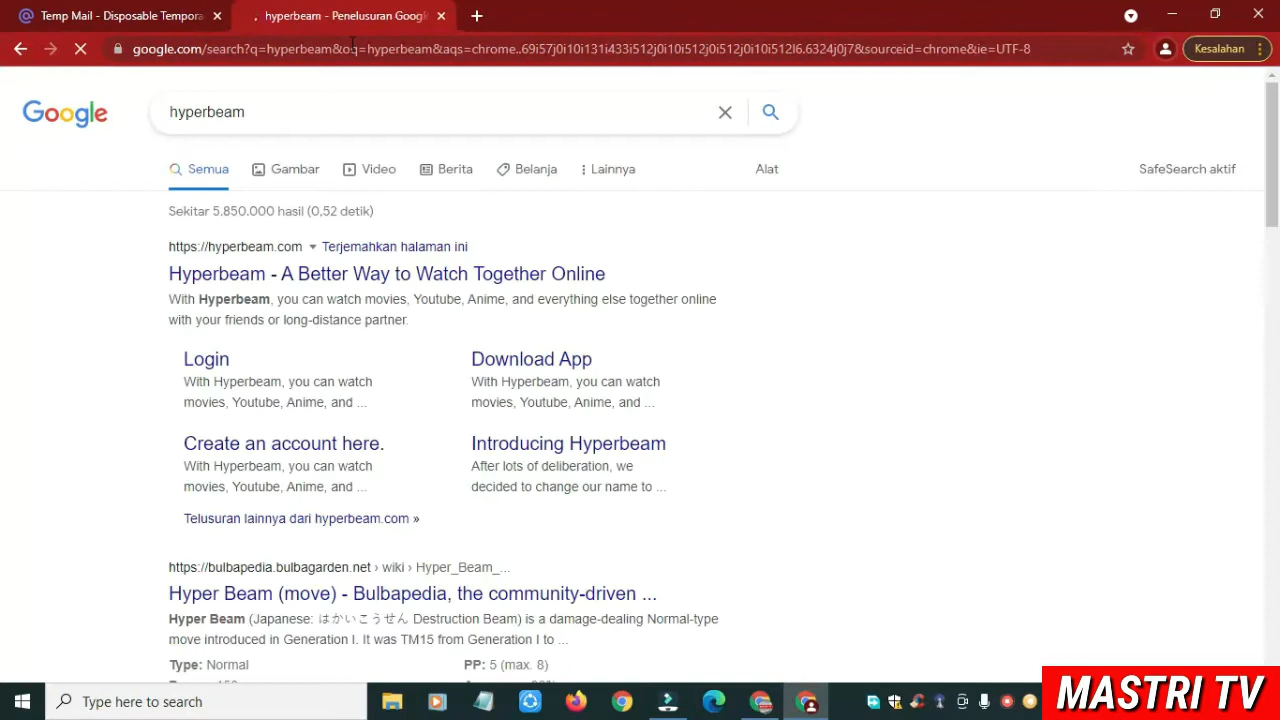 Temp Mail - Disposable Tempora
hyperbeam - Penelusuran Google
google.com/search?q=hyperbeam&oq=hyperbeam&aqs=chrome..69i57j0i10i131i433i512j0i10i512j0i512j0i10i512l6.6324j0j7&sourceid=chrome&ie=UTF-8
Kesalahan
Google
hyperbeam
Semua
Gambar
Video
Berita
Belanja
Lainnya
Alat
SafeSearch aktif
Sekitar 5.850.000 hasil (0,52 detik)
https://hyperbeam.com Terjemahkan halaman ini
Hyperbeam - A Better Way to Watch Together Online
With Hyperbeam, you can watch movies, Youtube, Anime, and everything else together online
with your friends or long-distance partner.
Login
With Hyperbeam, you can watch
movies, Youtube, Anime, and ...
Download App
With Hyperbeam, you can watch
movies, Youtube, Anime, and ...
Create an account here.
With Hyperbeam, you can watch
movies, Youtube, Anime, and ...
Introducing Hyperbeam
After lots of deliberation, we
decided to change our name to ...
Telusuran lainnya dari hyperbeam.com »
https://bulbapedia.bulbagarden.net › wiki › Hyper_Beam_...
Hyper Beam (move) - Bulbapedia, the community-driven ...
Hyper Beam (Japanese: はかいこうせん Destruction Beam) is a damage-dealing Normal-type
move introduced in Generation I. It was TM15 from Generation I to ...
Type: Normal
PP: 5 (max. 8)
Type here to search
MASTRI TV